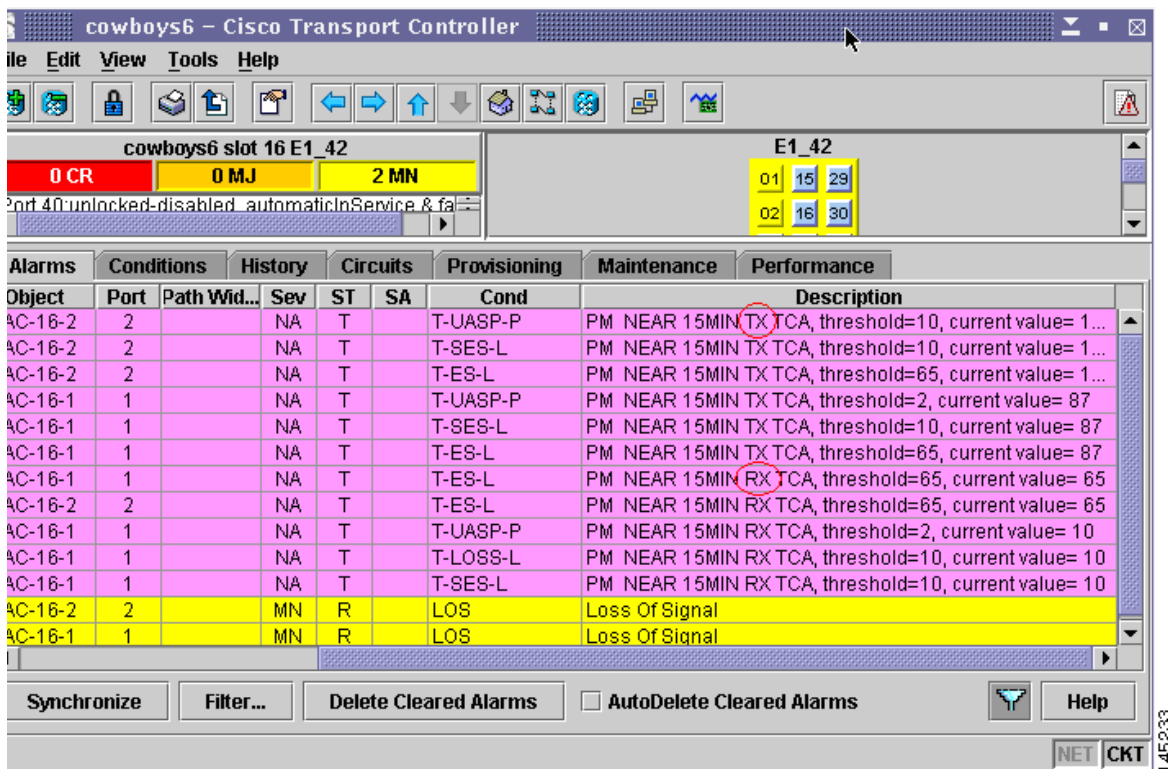 cowboys6 – Cisco Transport Controller
ile Edit View Tools Help
cowboys6 slot 16 E1_42
0 CR 0 MJ 2 MN
Port 40:unlocked-disabled automaticInService & fa
E1_42
01 15 29
02 16 30
Alarms Conditions History Circuits Provisioning Maintenance Performance
Object Port Path Wid... Sev ST SA Cond Description
AC-16-2 2 NA T T-UASP-P PM NEAR 15MIN TX TCA, threshold=10, current value= 1...
AC-16-2 2 NA T T-SES-L PM NEAR 15MIN TX TCA, threshold=10, current value= 1...
AC-16-2 2 NA T T-ES-L PM NEAR 15MIN TX TCA, threshold=65, current value= 1...
AC-16-1 1 NA T T-UASP-P PM NEAR 15MIN TX TCA, threshold=2, current value= 87
AC-16-1 1 NA T T-SES-L PM NEAR 15MIN TX TCA, threshold=10, current value= 87
AC-16-1 1 NA T T-ES-L PM NEAR 15MIN TX TCA, threshold=65, current value= 87
AC-16-1 1 NA T T-ES-L PM NEAR 15MIN RX TCA, threshold=65, current value= 65
AC-16-2 2 NA T T-ES-L PM NEAR 15MIN RX TCA, threshold=65, current value= 65
AC-16-1 1 NA T T-UASP-P PM NEAR 15MIN RX TCA, threshold=2, current value= 10
AC-16-1 1 NA T T-LOSS-L PM NEAR 15MIN RX TCA, threshold=10, current value= 10
AC-16-1 1 NA T T-SES-L PM NEAR 15MIN RX TCA, threshold=10, current value= 10
AC-16-2 2 MN R LOS Loss Of Signal
AC-16-1 1 MN R LOS Loss Of Signal
Synchronize Filter... Delete Cleared Alarms AutoDelete Cleared Alarms Help
NET CKT
145233